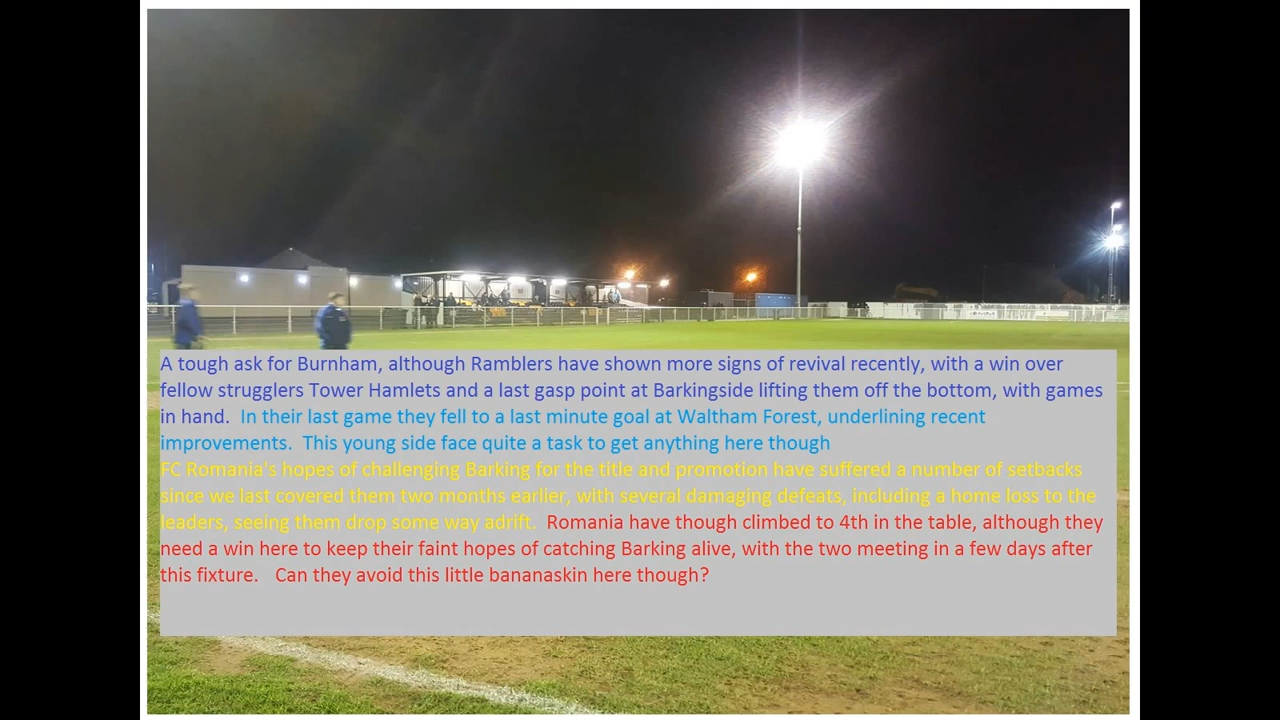 A tough ask for Burnham, although Ramblers have shown more signs of revival recently, with a win over
fellow strugglers Tower Hamlets and a last gasp point at Barkingside lifting them off the bottom, with games
in hand.  In their last game they fell to a last minute goal at Waltham Forest, underlining recent
improvements.  This young side face quite a task to get anything here though
FC Romania's hopes of challenging Barking for the title and promotion have suffered a number of setbacks
since we last covered them two months earlier, with several damaging defeats, including a home loss to the
leaders, seeing them drop some way adrift.  Romania have though climbed to 4th in the table, although they
need a win here to keep their faint hopes of catching Barking alive, with the two meeting in a few days after
this fixture.   Can they avoid this little bananaskin here though?